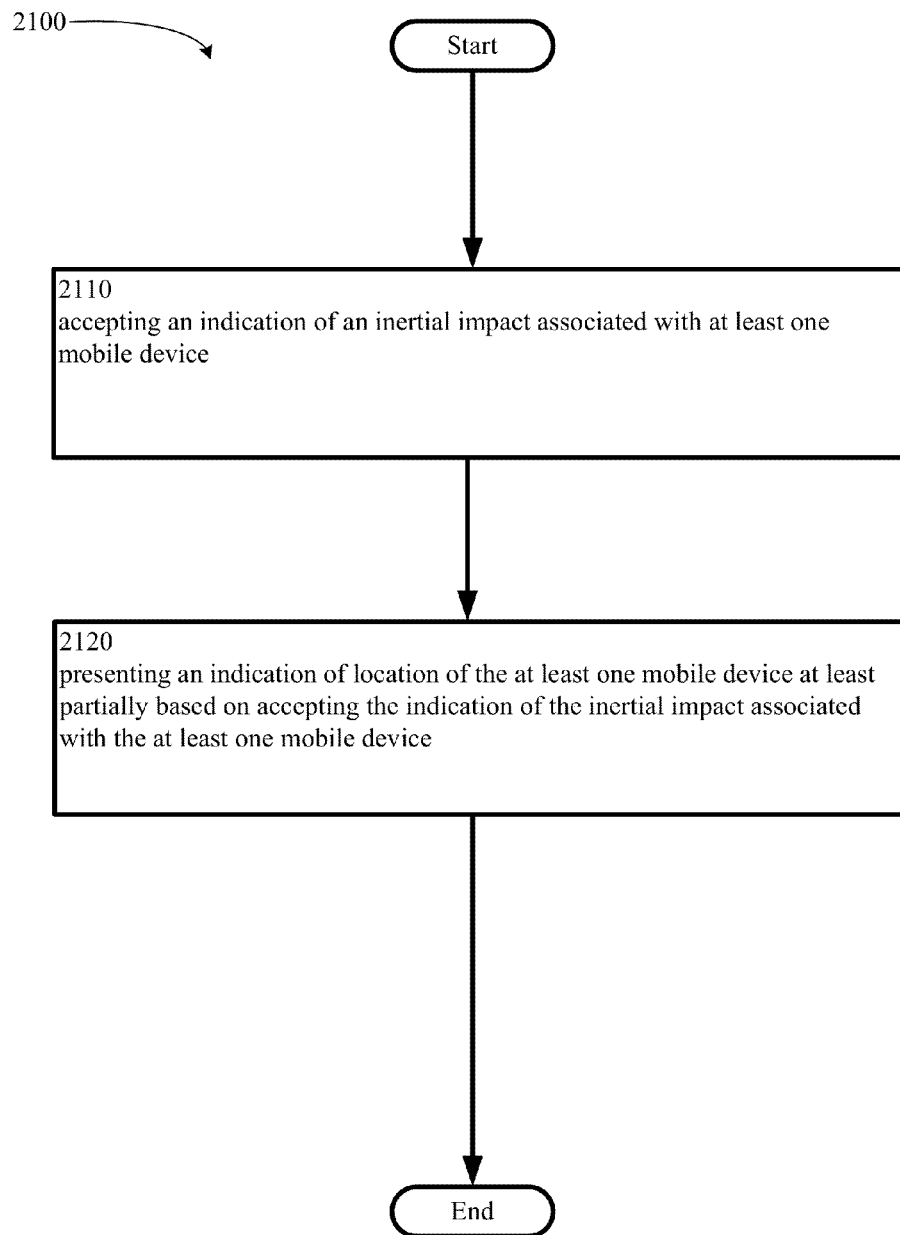 2100
Start
2110
accepting an indication of an inertial impact associated with at least one
mobile device
2120
presenting an indication of location of the at least one mobile device at least
partially based on accepting the indication of the inertial impact associated
with the at least one mobile device
End